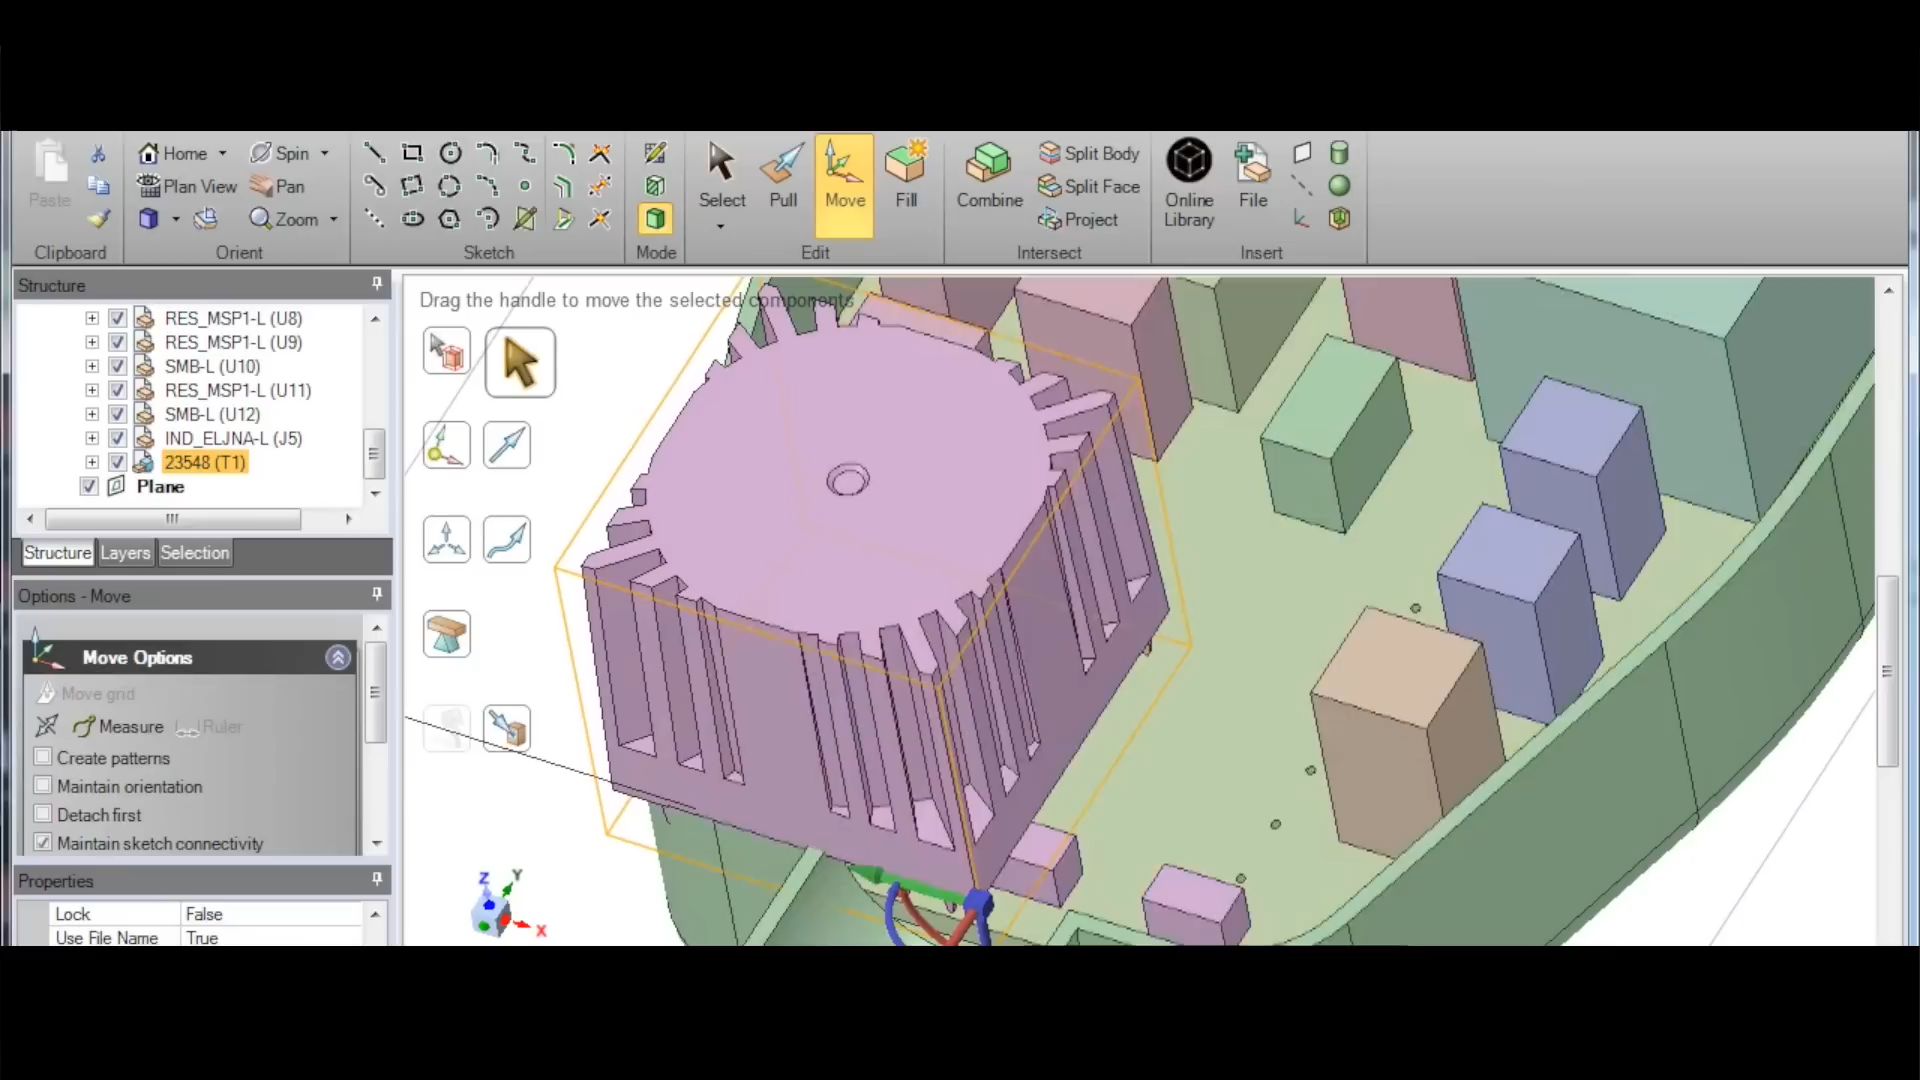 Paste
Clipboard
Home
Spin
Plan View
Pan
Zoom
Orient
Sketch
Mode
Select
Pull
Move
Fill
Edit
Combine
Split Body
Split Face
Project
Intersect
Online Library
File
Insert
Structure
RES_MSP1-L (U8)
RES_MSP1-L (U9)
SMB-L (U10)
RES_MSP1-L (U11)
SMB-L (U12)
IND_ELJNA-L (J5)
23548 (T1)
Plane
Structure
Layers
Selection
Options - Move
Move Options
Move grid
Measure
Ruler
Create patterns
Maintain orientation
Detach first
Maintain sketch connectivity
Properties
Lock False
Use File Name True
Drag the handle to move the selected components
Z
Y
X